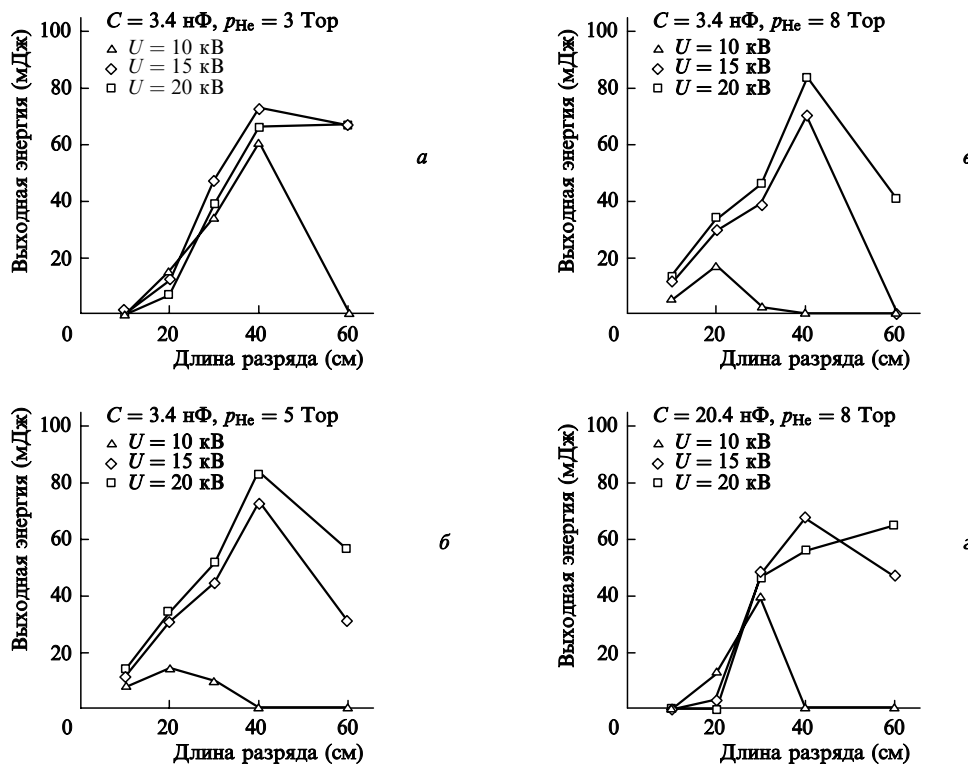 C = 3.4 нФ, pHe = 3 Тор
U = 10 кВ
U = 15 кВ
U = 20 кВ
Выходная энергия (мДж)
100
80
60
40
20
0
20
40
60
Длина разряда (см)
а
C = 3.4 нФ, pHe = 8 Тор
U = 10 кВ
U = 15 кВ
U = 20 кВ
Выходная энергия (мДж)
100
80
60
40
20
0
20
40
60
Длина разряда (см)
C = 3.4 нФ, pHe = 5 Тор
U = 10 кВ
U = 15 кВ
U = 20 кВ
Выходная энергия (мДж)
100
80
60
40
20
0
20
40
60
Длина разряда (см)
б
C = 20.4 нФ, pHe = 8 Тор
U = 10 кВ
U = 15 кВ
U = 20 кВ
Выходная энергия (мДж)
100
80
60
40
20
0
20
40
60
Длина разряда (см)